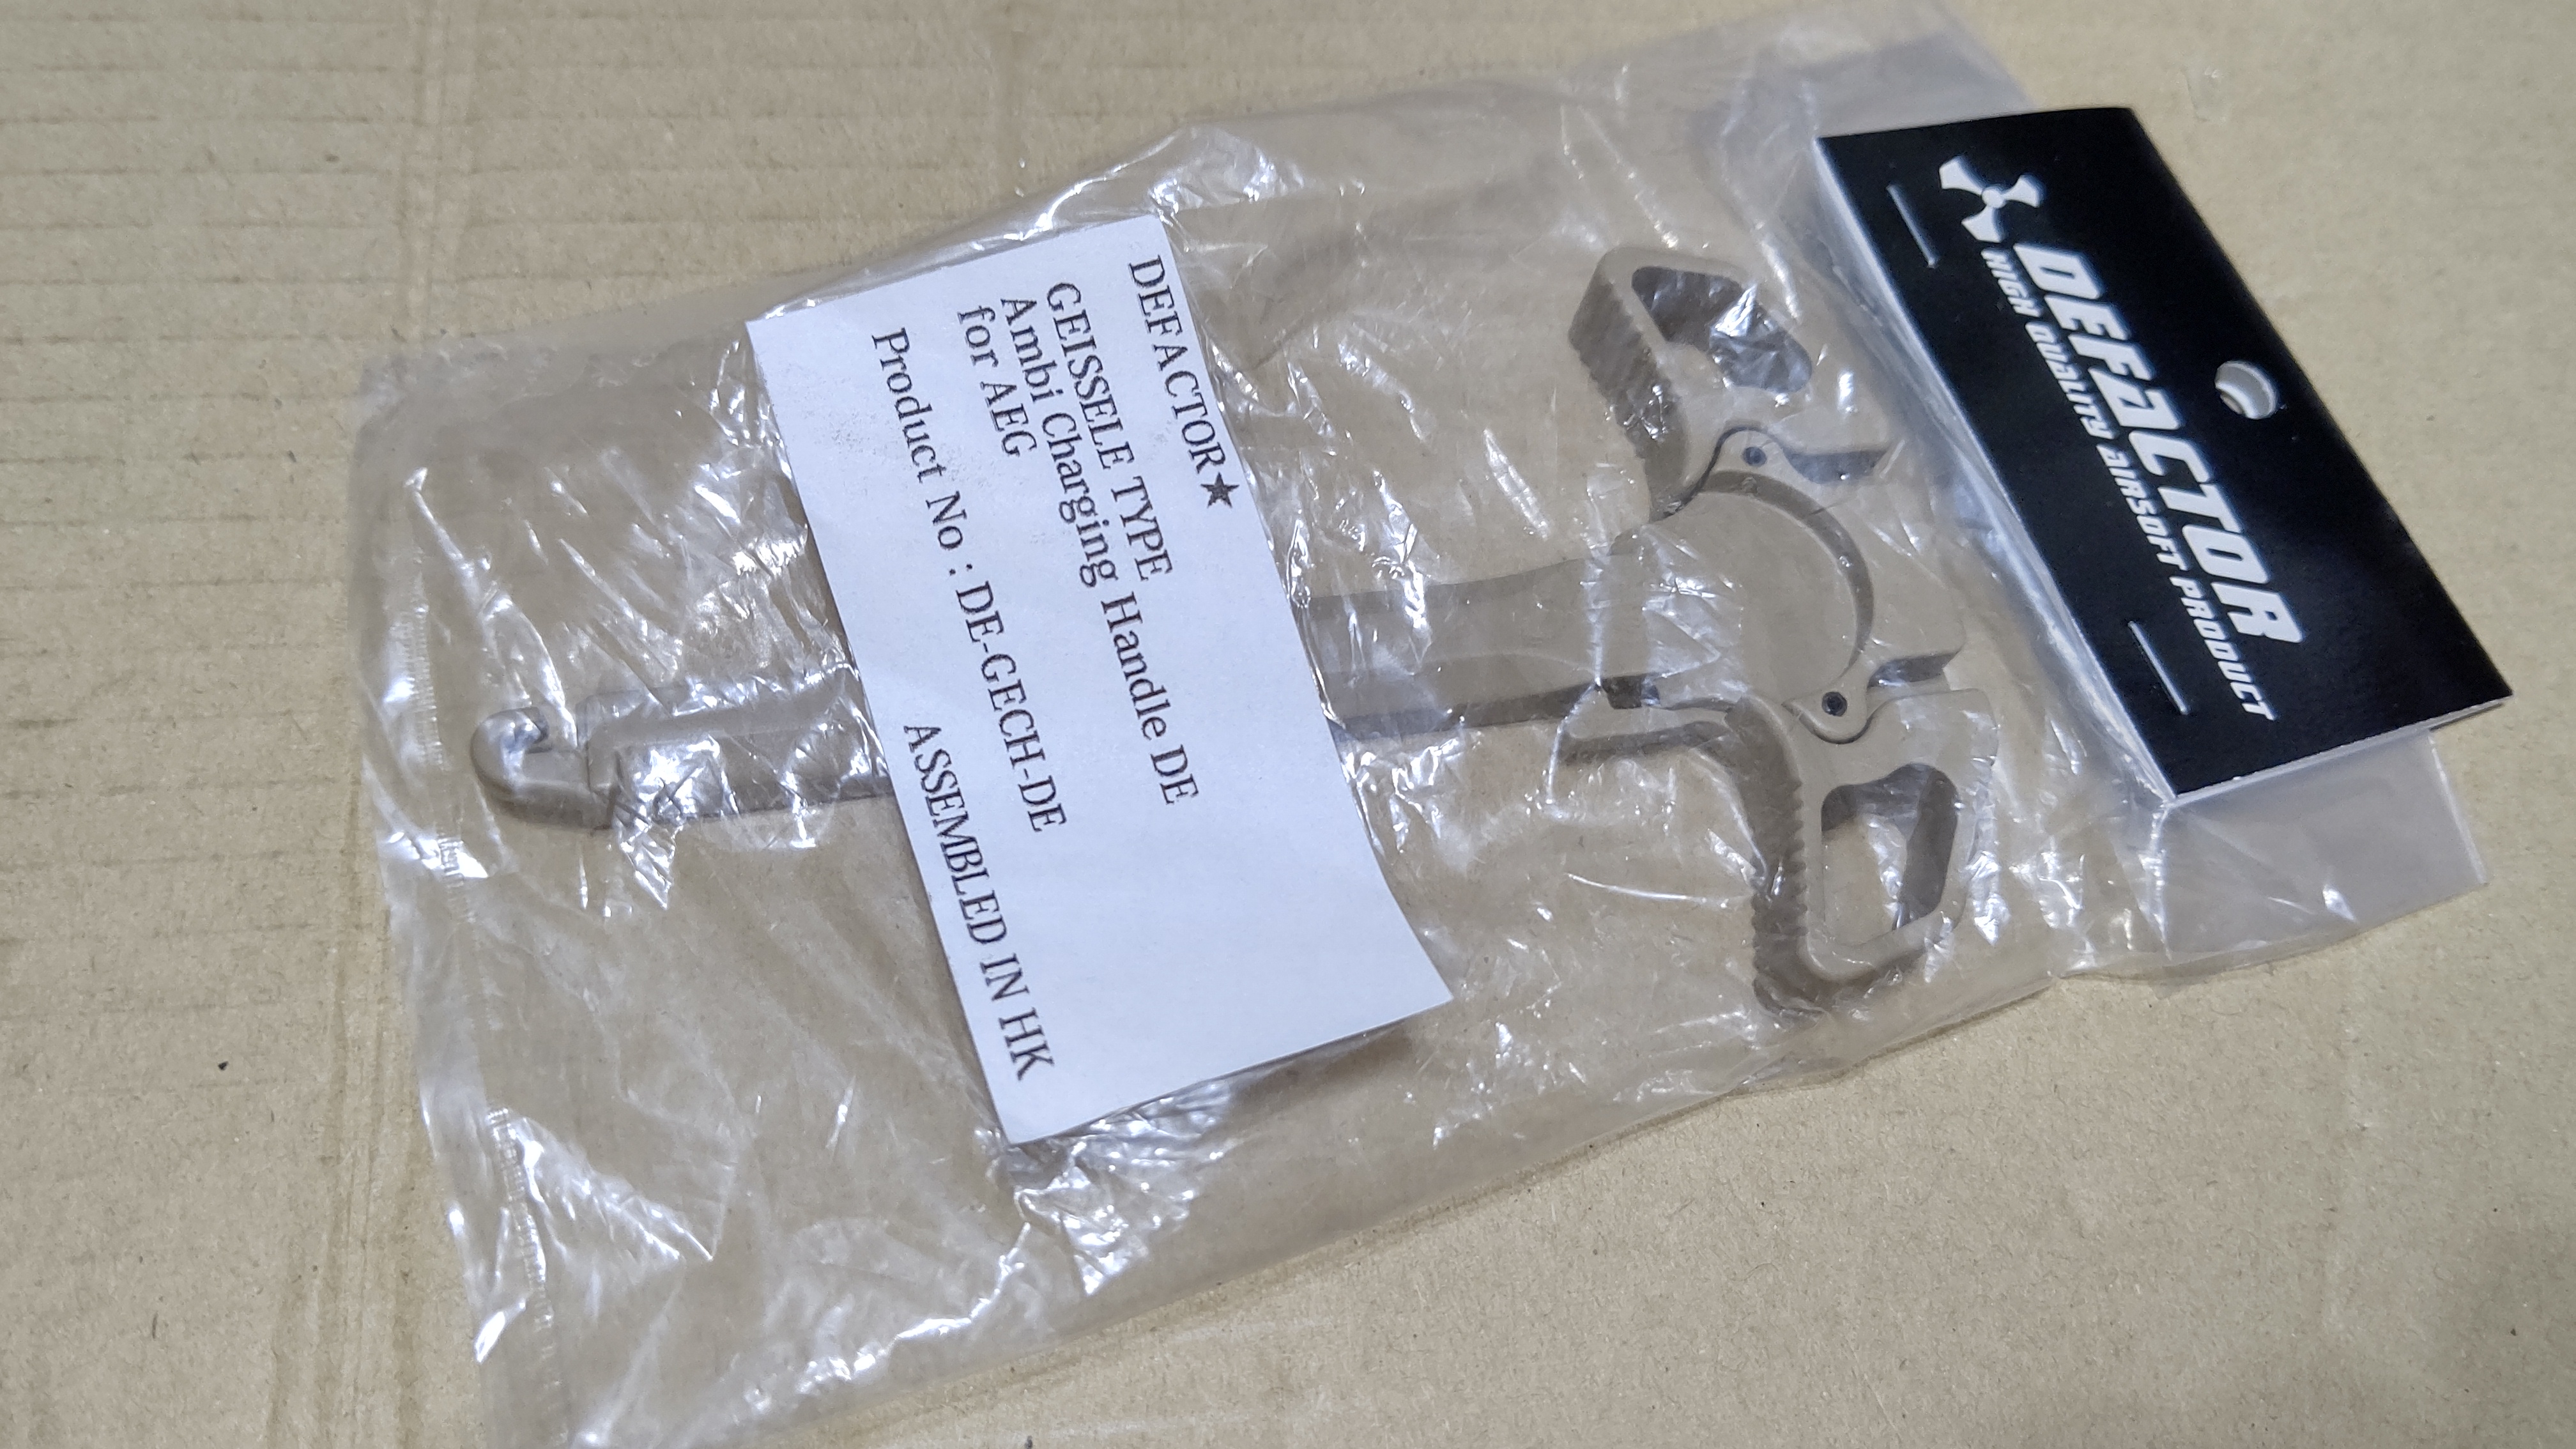 DEFACTOR★
GEISSELE TYPE
Ambi Charging Handle DE
for AEG
Product No : DE-GECH-DE
ASSEMBLED IN HK
DEFACTOR
HIGH QUALITY AIRSOFT PRODUCT